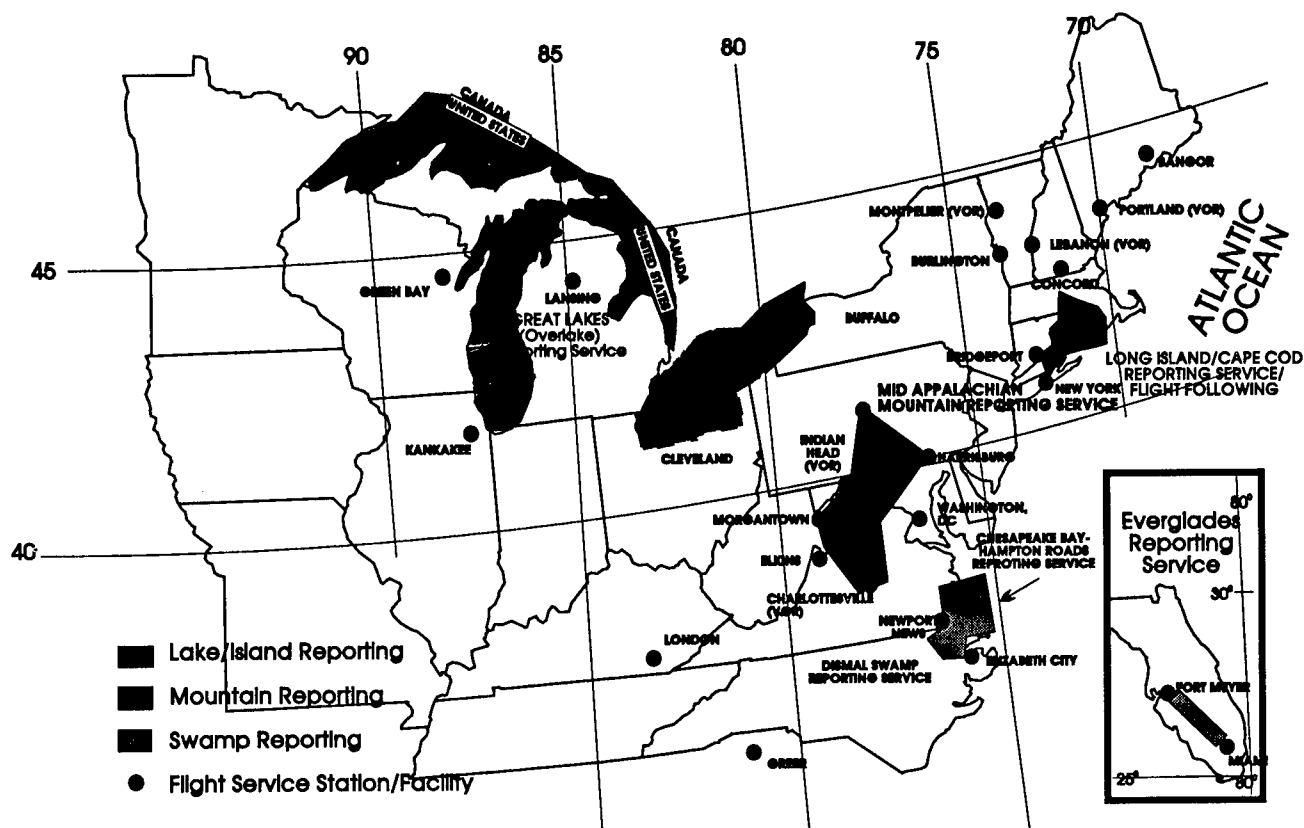 90
85
80
75
70
CANADA
UNITED STATES
BANGOR
MONTPELIER (VOR)
PORTLAND (VOR)
LEBANON (VOR)
BURLINGTON
CONCORD
ATLANTIC
OCEAN
CANADA
UNITED STATES
45
GREEN BAY
LANSING
GREAT LAKES
(Overlake)
Service
BUFFALO
BRIDGEPORT
NEW YORK
LONG ISLAND/CAPE COD
REPORTING SERVICE/
FLIGHT FOLLOWING
MID APPALACHIAN
MOUNTAIN REPORTING SERVICE
KANKAKEE
CLEVELAND
INDIAN
HEAD
(VOR)
HARRISBURG
MORGANTOWN
WASHINGTON,
DC
40
ELKINS
CHESAPEAKE BAY-
HAMPTON ROADS
REPROTING SERVICE
CHARLOTTESVILLE
(VOR)
NEWPORT
NEWS
LONDON
ELIZABETH CITY
DISMAL SWAMP
REPORTING SERVICE
GREER
Lake/Island Reporting
Mountain Reporting
Swamp Reporting
Flight Service Station/Facility
80°
Everglades
Reporting
Service
30°
FORT MEYER
MIAMI
25°
80°